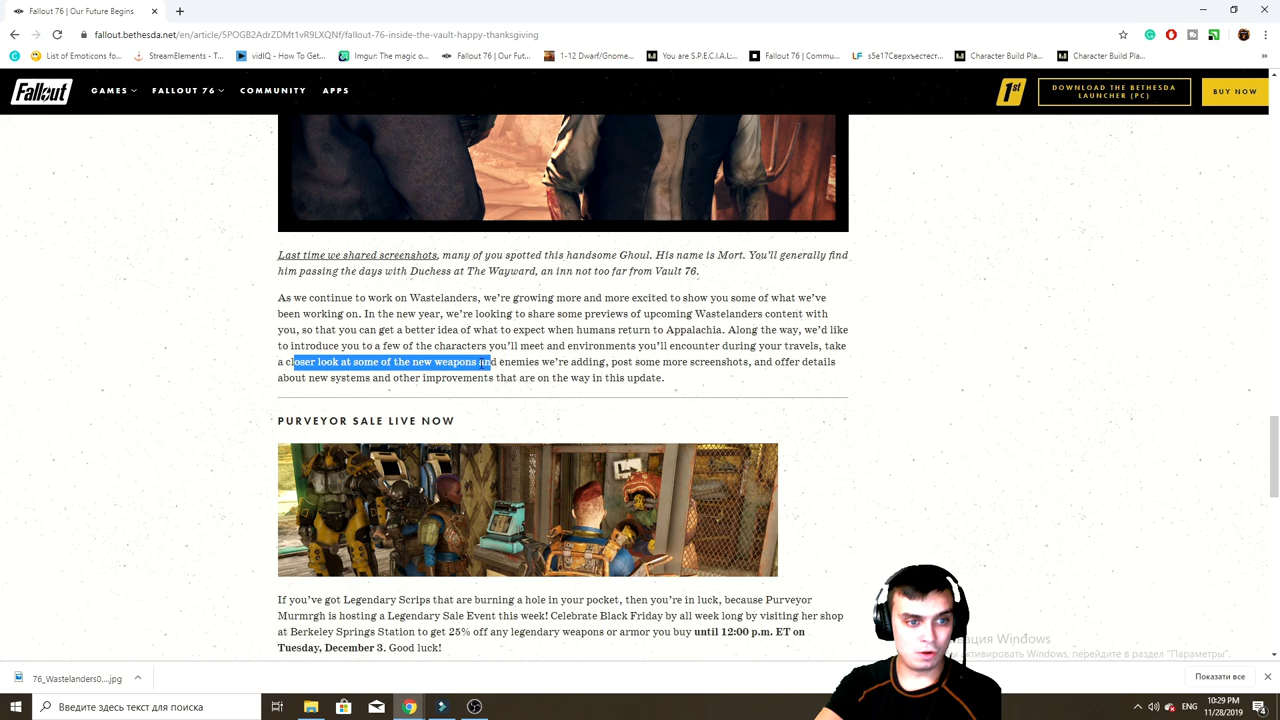 Fallout 76 | Our Future Begins
fallout.bethesda.net/en/article/5POGB2AdrZDMt1vR9LXQNf/fallout-76-inside-the-vault-happy-thanksgiving
List of Emoticons fo... StreamElements - T... vidIQ - How To Get... Imgur: The magic o... Fallout 76 | Our Fut... 1-12 Dwarf/Gnome... You are S.P.E.C.I.A.L:... Fallout 76 | Commu... LF s5e17Сверхъестест... Character Build Pla... Character Build Pla... »
Fallout GAMES FALLOUT 76 COMMUNITY APPS 1st DOWNLOAD THE BETHESDA LAUNCHER (PC) BUY NOW
Last time we shared screenshots, many of you spotted this handsome Ghoul. His name is Mort. You’ll generally find
him passing the days with Duchess at The Wayward, an inn not too far from Vault 76.
As we continue to work on Wastelanders, we’re growing more and more excited to show you some of what we’ve
been working on. In the new year, we’re looking to share some previews of upcoming Wastelanders content with
you, so that you can get a better idea of what to expect when humans return to Appalachia. Along the way, we’d like
to introduce you to a few of the characters you’ll meet and environments you’ll encounter during your travels, take
a closer look at some of the new weapons and enemies we’re adding, post some more screenshots, and offer details
about new systems and other improvements that are on the way in this update.
PURVEYOR SALE LIVE NOW
If you’ve got Legendary Scrips that are burning a hole in your pocket, then you’re in luck, because Purveyor
Murmrgh is hosting a Legendary Sale Event this week! Celebrate Black Friday by all week long by visiting her shop
at Berkeley Springs Station to get 25% off any legendary weapons or armor you buy until 12:00 p.m. ET on
Tuesday, December 3. Good luck!
Windows
активировать Windows, перейдите в раздел "Параметры".
76_Wastelanders0....jpg
Показати все
Введите здесь текст для поиска
10:29 PM
11/28/2019
4